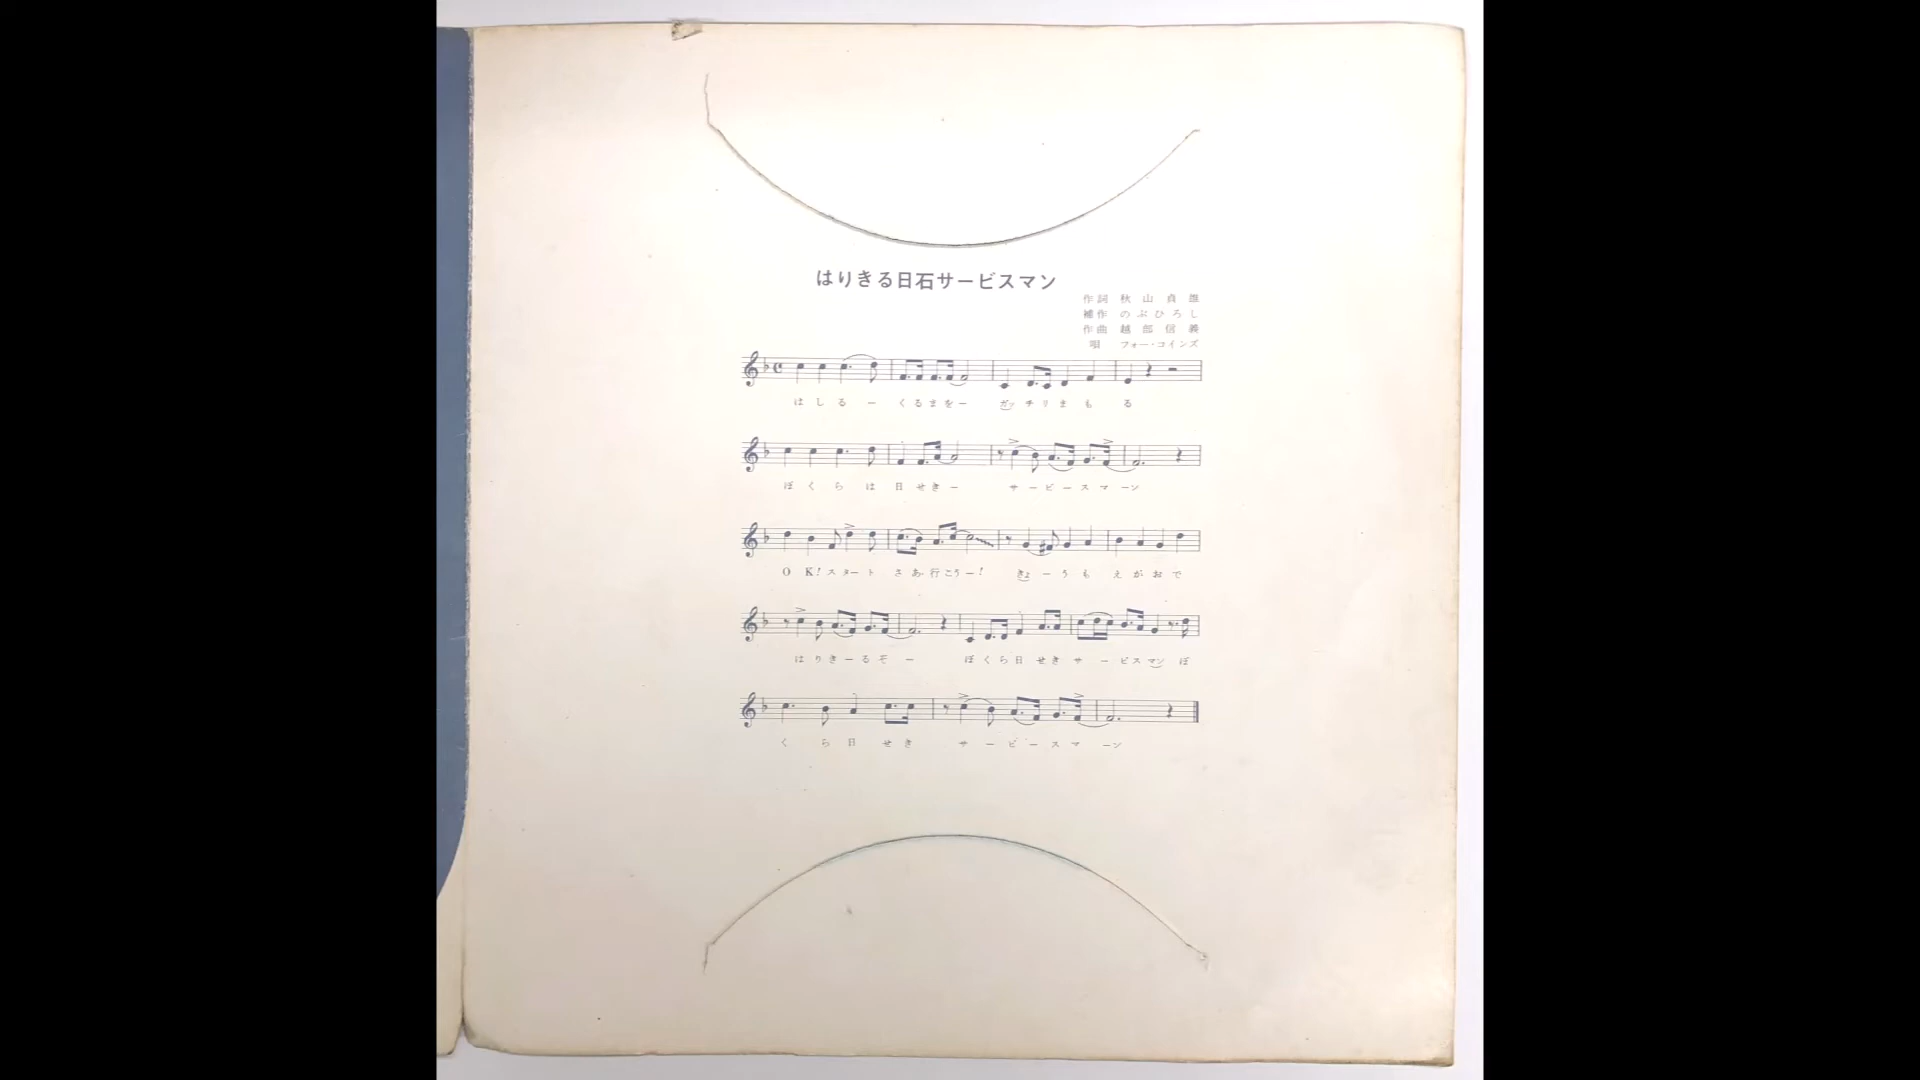 はりきる日石サービスマン
作詞 秋山貞雄
補作 のぶひろし
作曲 越部信義
唄 フォー・コインズ
はしるー くるまをー ガッチリまも る
ぼくらは 日せきー サービースマーン
OK!スタート さあ行こうー! きょーうも えがおで
はりきーるぞー ぼくら日せき サービスマン ぼ
くら日せき サービースマーン